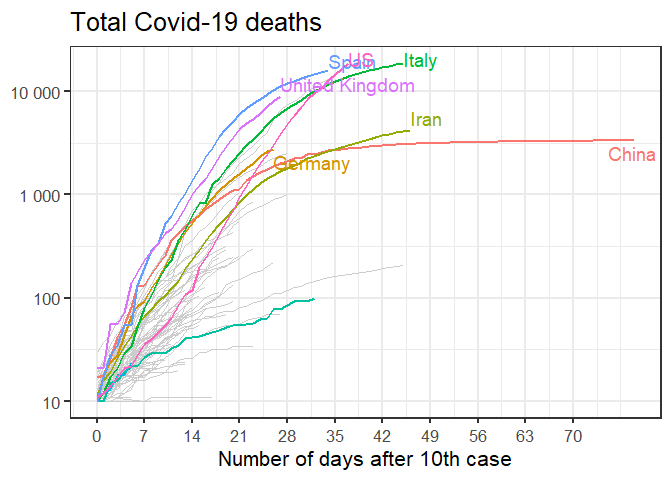 Total Covid-19 deaths
Spain
US
Italy
United Kingdom
Iran
Germany
China
10 000
1 000
100
10
0 7 14 21 28 35 42 49 56 63 70
Number of days after 10th case